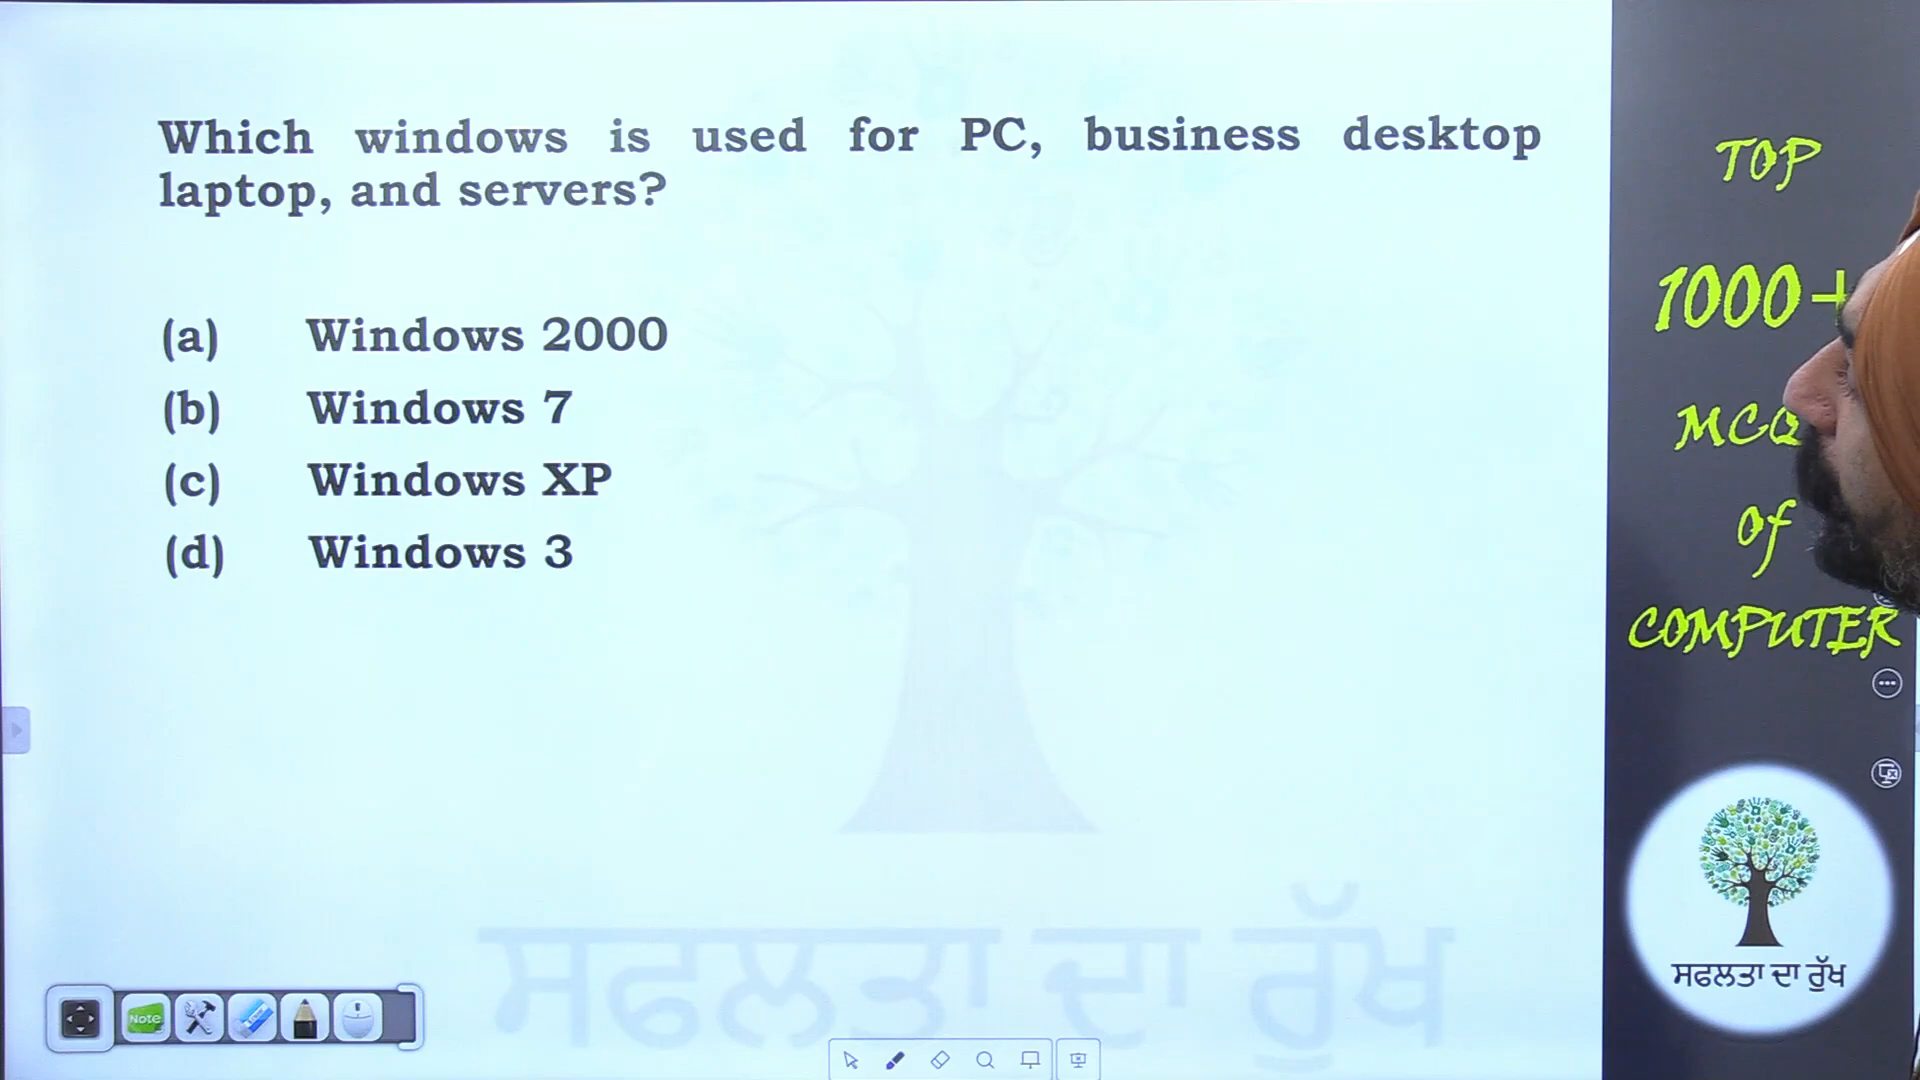 Which windows is used for PC, business desktop
laptop, and servers?
(a) Windows 2000
(b) Windows 7
(c) Windows XP
(d) Windows 3
ਸਫਲਤਾ ਦਾ ਰੁੱਖ
Note
TOP
1000+
MCQ
Of
COMPUTER
ਸਫਲਤਾ ਦਾ ਰੁੱਖ